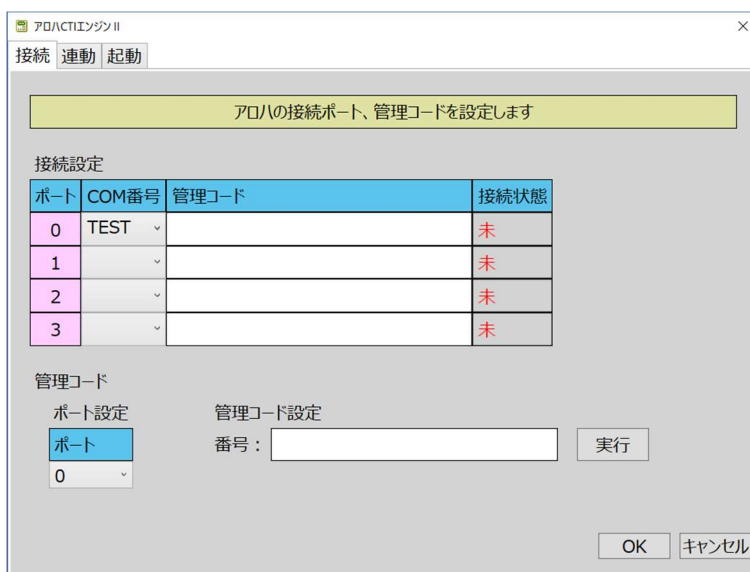 アロハCTIエンジンⅡ
接続 連動 起動
アロハの接続ポート、管理コードを設定します
接続設定
ポート COM番号 管理コード 接続状態
0 TEST 未
1 未
2 未
3 未
管理コード
ポート設定 管理コード設定
ポート 番号：  実行
0
OK キャンセル